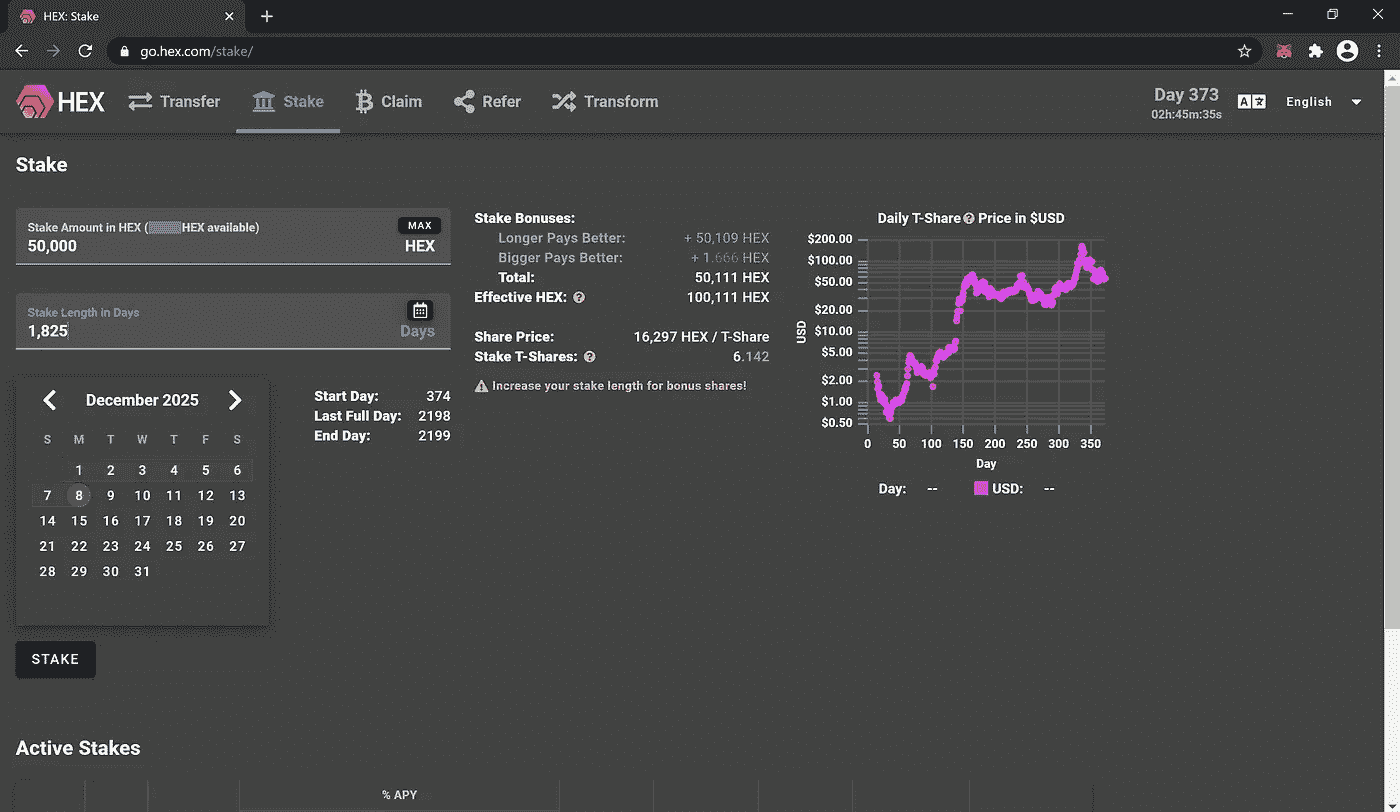 HEX: Stake
go.hex.com/stake/
HEX Transfer Stake Claim Refer Transform
Day 373
02h:45m:35s
English
Stake
Stake Amount in HEX ( HEX available)
MAX
50,000 HEX
Stake Length in Days
1,825 Days
December 2025
S M T W T F S
1 2 3 4 5 6
7 8 9 10 11 12 13
14 15 16 17 18 19 20
21 22 23 24 25 26 27
28 29 30 31
Start Day: 374
Last Full Day: 2198
End Day: 2199
STAKE
Stake Bonuses:
Longer Pays Better: + 50,109 HEX
Bigger Pays Better: + 1.666 HEX
Total: 50,111 HEX
Effective HEX: ? 100,111 HEX
Share Price: 16,297 HEX / T-Share
Stake T-Shares: ? 6.142
Increase your stake length for bonus shares!
Daily T-Share ? Price in $USD
$200.00
$100.00
$50.00
$20.00
$10.00
$5.00
$2.00
$1.00
$0.50
USD
0 50 100 150 200 250 300 350
Day
Day: -- USD: --
Active Stakes
% APY